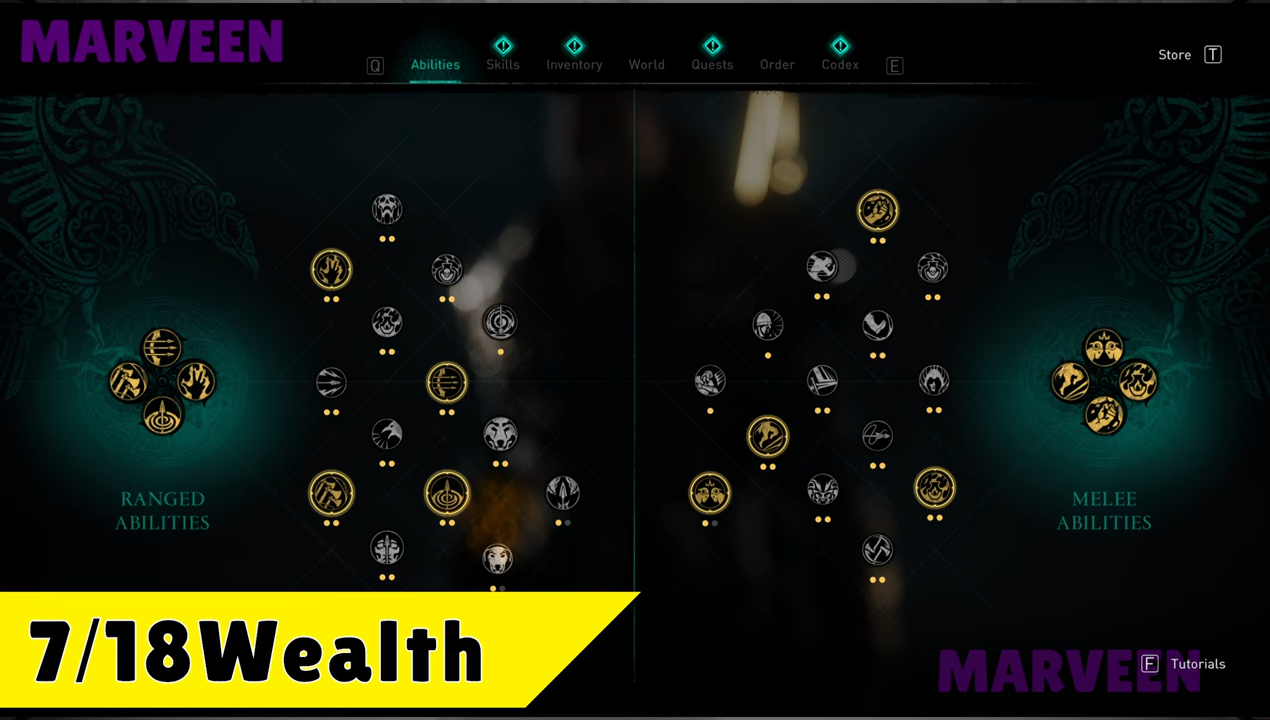 MARVEEN
Q Abilities Skills Inventory World Quests Order Codex E
Store T
RANGED
ABILITIES
MELEE
ABILITIES
7/18Wealth
MARVEEN
F Tutorials